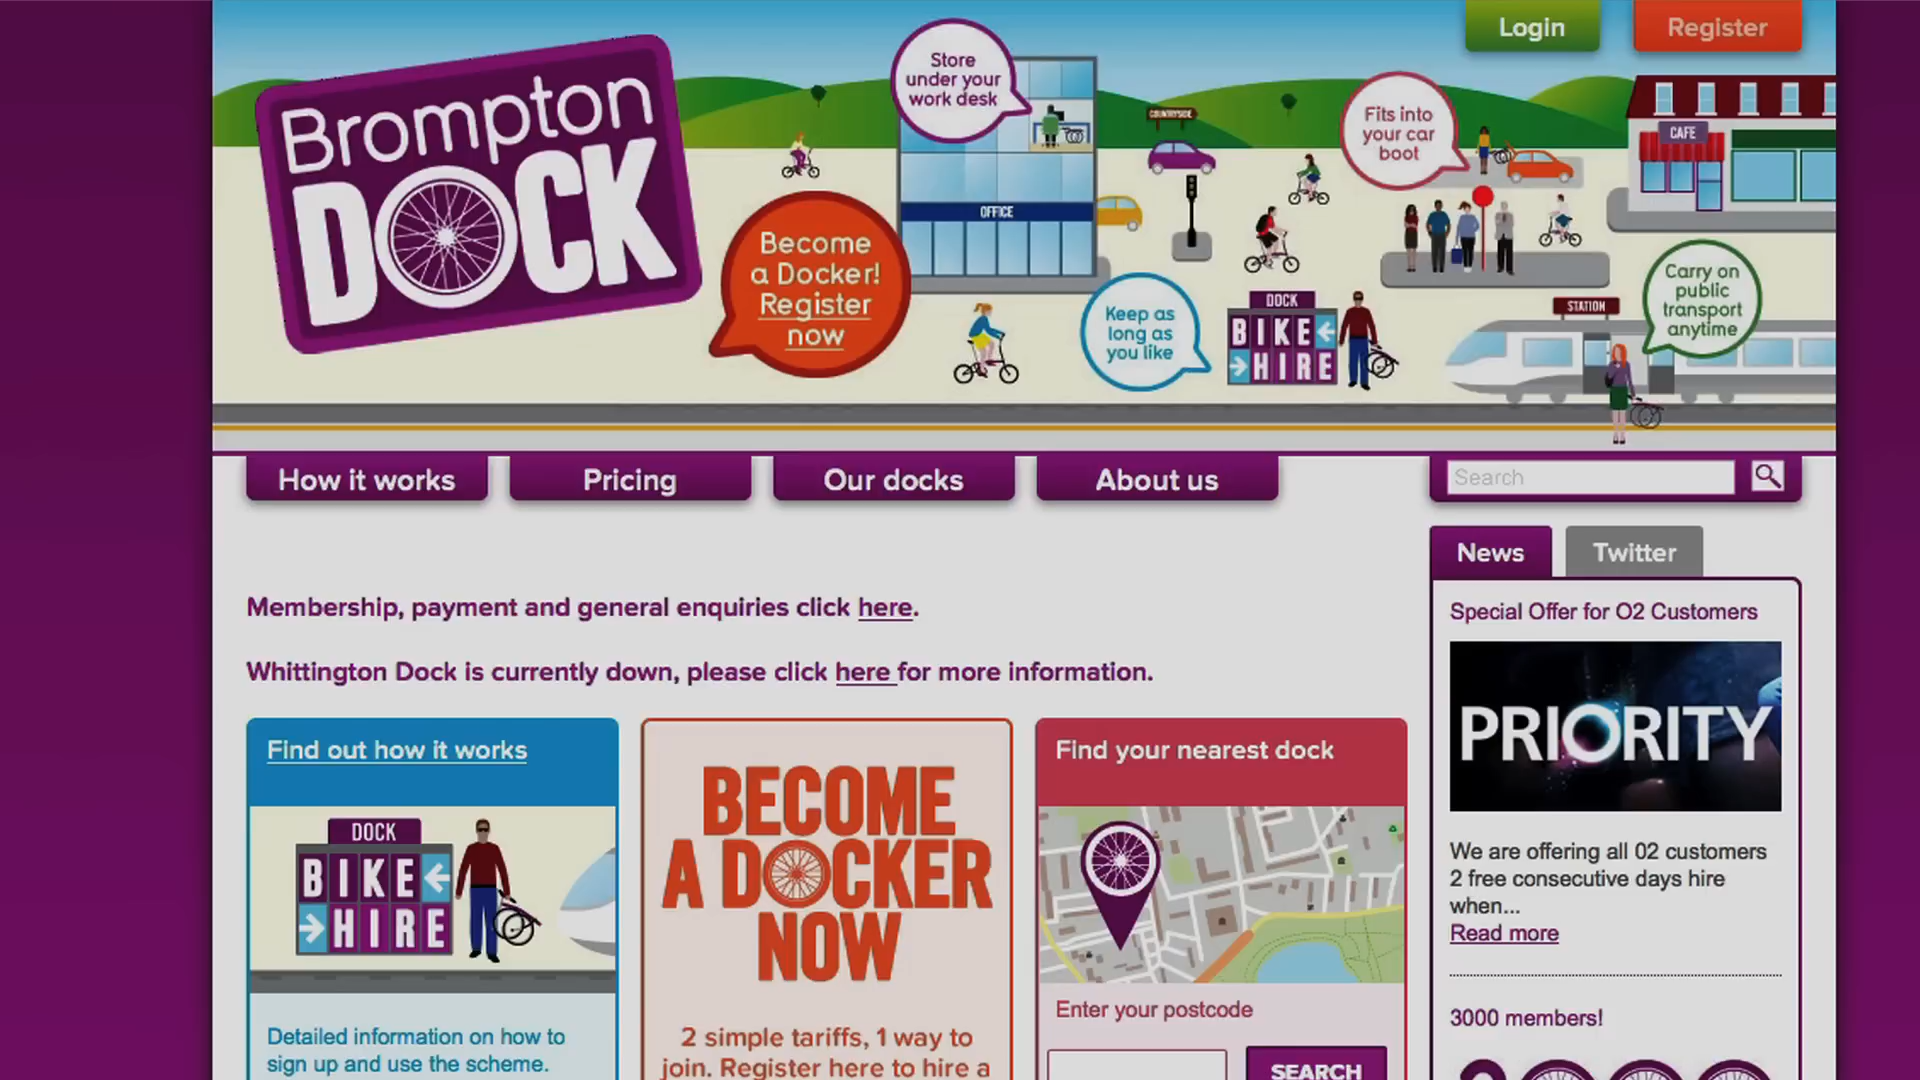 Login
Register
Brompton
DOCK
Store
under your
work desk
COUNTRYSIDE
Fits into
your car
boot
CAFE
OFFICE
Become
a Docker!
Register
now
Keep as
long as
you like
DOCK
BIKE
HIRE
STATION
Carry on
public
transport
anytime
How it works
Pricing
Our docks
About us
Search
News
Twitter
Membership, payment and general enquiries click here.
Whittington Dock is currently down, please click here for more information.
Find out how it works
DOCK
BIKE
HIRE
Detailed information on how to
sign up and use the scheme.
BECOME
A DOCKER
NOW
2 simple tariffs, 1 way to
join. Register here to hire a
Find your nearest dock
Enter your postcode
SEARCH
Special Offer for O2 Customers
PRIORITY
We are offering all 02 customers
2 free consecutive days hire
when...
Read more
3000 members!